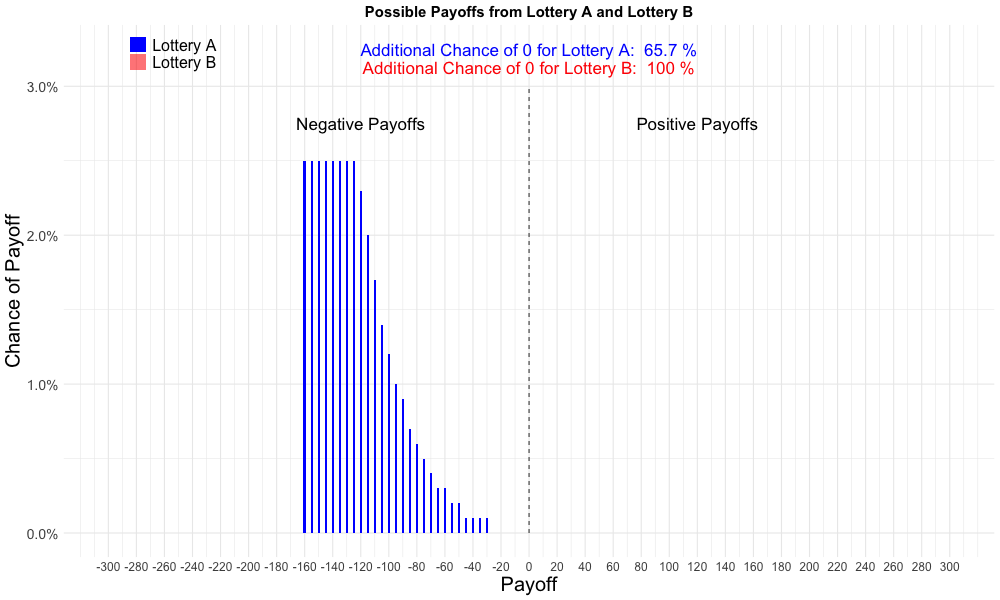 Possible Payoffs from Lottery A and Lottery B
Lottery A
Lottery B
Additional Chance of 0 for Lottery A:  65.7 %
Additional Chance of 0 for Lottery B:  100 %
Negative Payoffs
Positive Payoffs
Chance of Payoff
3.0%
2.0%
1.0%
0.0%
-300 -280 -260 -240 -220 -200 -180 -160 -140 -120 -100 -80 -60 -40 -20 0 20 40 60 80 100 120 140 160 180 200 220 240 260 280 300
Payoff